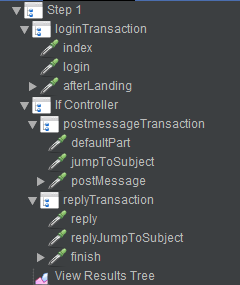 Step 1
loginTransaction
index
login
afterLanding
If Controller
postmessageTransaction
defaultPart
jumpToSubject
postMessage
replyTransaction
reply
replyJumpToSubject
finish
View Results Tree